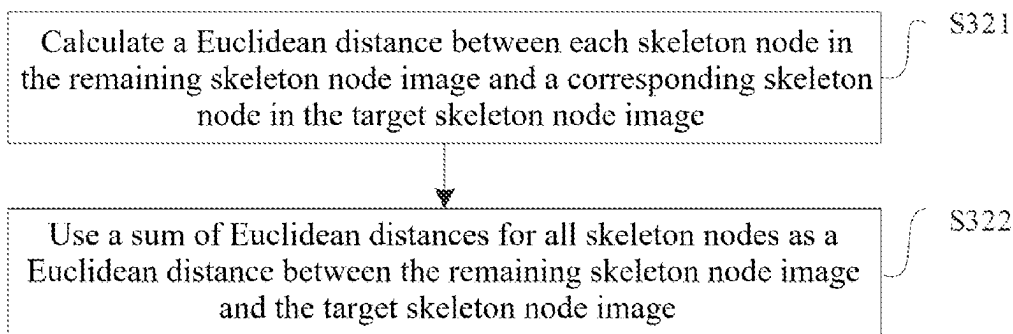 Calculate a Euclidean distance between each skeleton node in
the remaining skeleton node image and a corresponding skeleton
node in the target skeleton node image
S321
Use a sum of Euclidean distances for all skeleton nodes as a
Euclidean distance between the remaining skeleton node image
and the target skeleton node image
S322